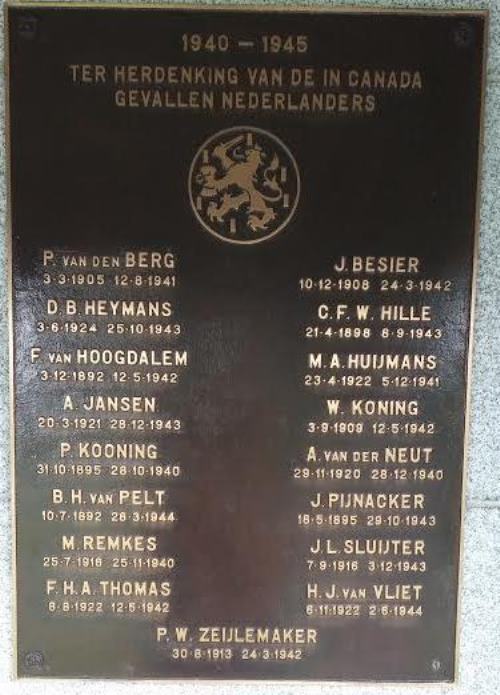 1940 – 1945
TER HERDENKING VAN DE IN CANADA
GEVALLEN NEDERLANDERS
P. VAN DEN BERG
3·3·1905 12·8·1941
J. BESIER
10·12·1908 24·3·1942
D. B. HEYMANS
3·6·1924 25·10·1943
C. F. W. HILLE
21·4·1898 8·9·1943
F. VAN HOOGDALEM
3·12·1892 12·5·1942
M. A. HUIJMANS
23·4·1922 5·12·1941
A. JANSEN
20·3·1921 28·12·1943
W. KONING
3·9·1909 12·5·1942
P. KOONING
31·10·1895 28·10·1940
A. VAN DER NEUT
29·11·1920 28·12·1940
B. H. VAN PELT
10·7·1892 28·3·1944
J. PIJNACKER
18·5·1895 29·10·1943
M. REMKES
25·7·1916 25·11·1940
J. L. SLUIJTER
7·9·1916 3·12·1943
F. H. A. THOMAS
8·8·1922 12·5·1942
H. J. VAN VLIET
6·11·1922 2·6·1944
P. W. ZEIJLEMAKER
30·8·1913 24·3·1942